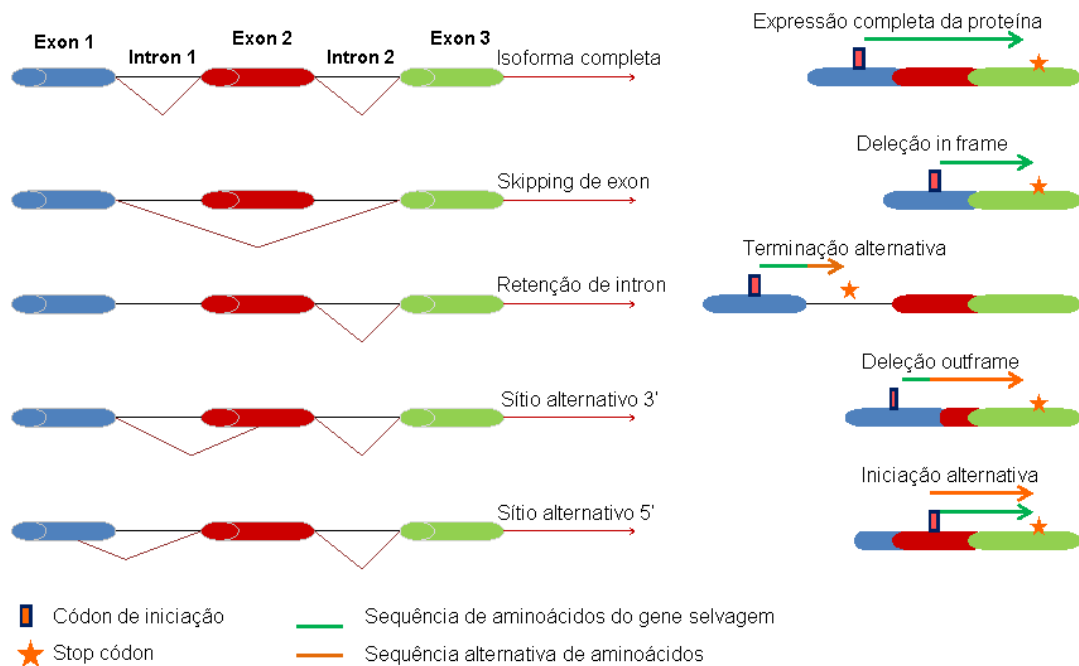 Exon 1
Intron 1
Exon 2
Intron 2
Exon 3
Isoforma completa
Expressão completa da proteína
Skipping de exon
Deleção in frame
Retenção de intron
Terminação alternativa
Sítio alternativo 3'
Deleção outframe
Sítio alternativo 5'
Iniciação alternativa
Códon de iniciação
Sequência de aminoácidos do gene selvagem
Stop códon
Sequência alternativa de aminoácidos